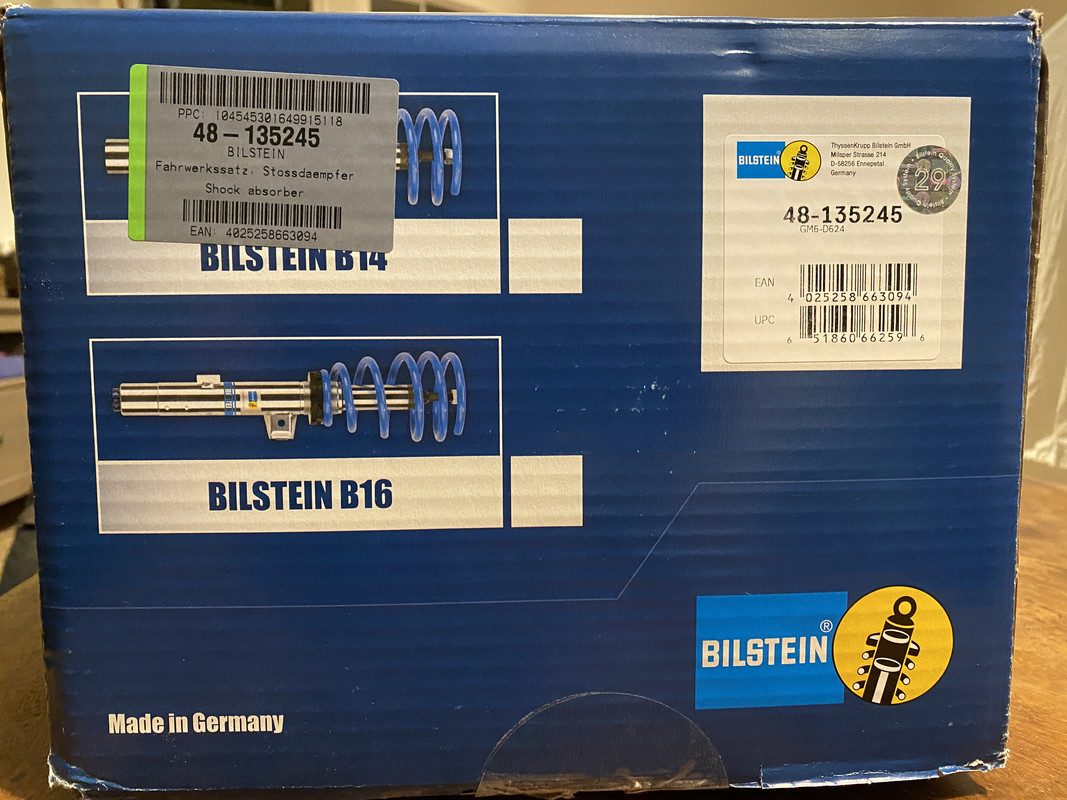 PPC: 104545301649915118
48-135245
BILSTEIN
Fahrwerkssatz, Stossdaempfer
Shock absorber
EAN: 4025258663094
BILSTEIN B14
BILSTEIN B16
BILSTEIN
ThyssenKrupp Bilstein GmbH
Milsper Strasse 214
D-58256 Ennepetal
Germany
29
48-135245
GM6-D624
EAN
4 025258 663094
UPC
6 51860 66259 6
BILSTEIN®
Made in Germany